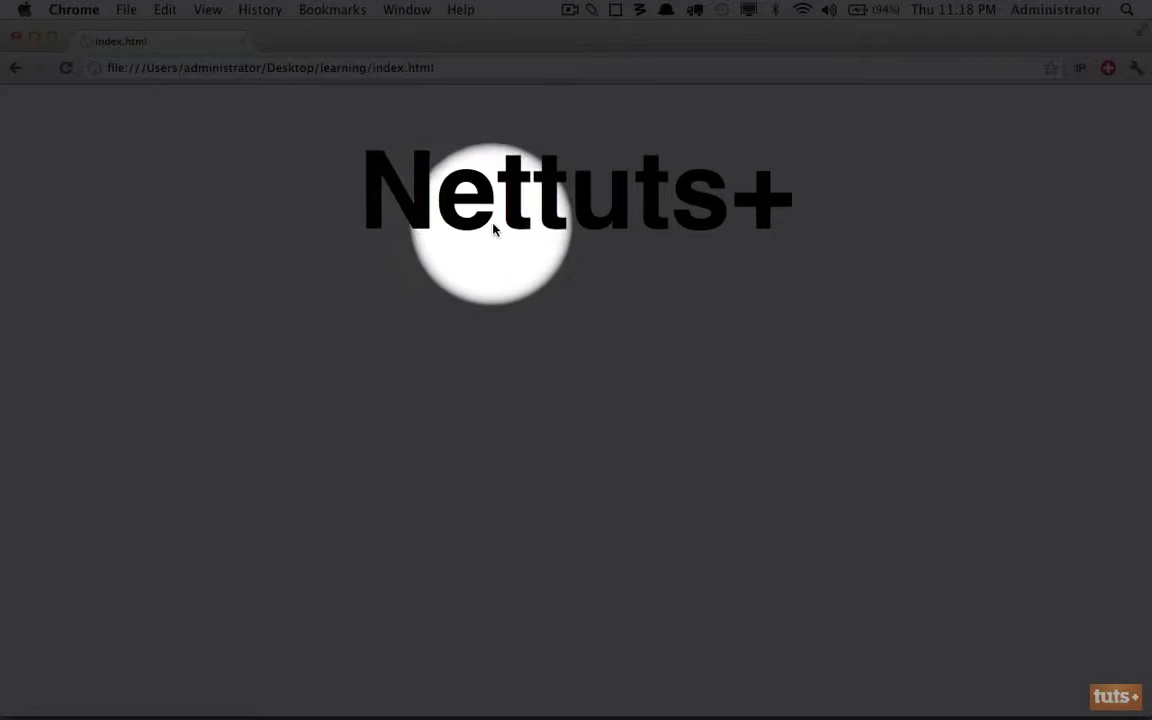 Chrome File Edit View History Bookmarks Window Help (94%) Thu 11.18 PM Administrator
index.html
file:///Users/administrator/Desktop/learning/index.html IP
Nettuts+
tuts+